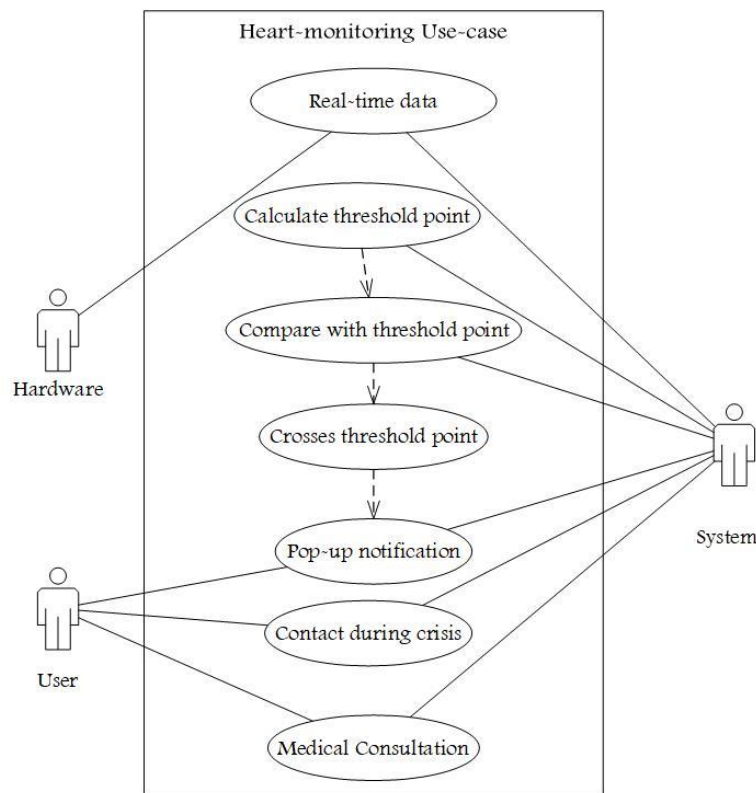 Heart-monitoring Use-case
Real-time data
Calculate threshold point
Compare with threshold point
Hardware
Crosses threshold point
System
Pop-up notification
Contact during crisis
User
Medical Consultation